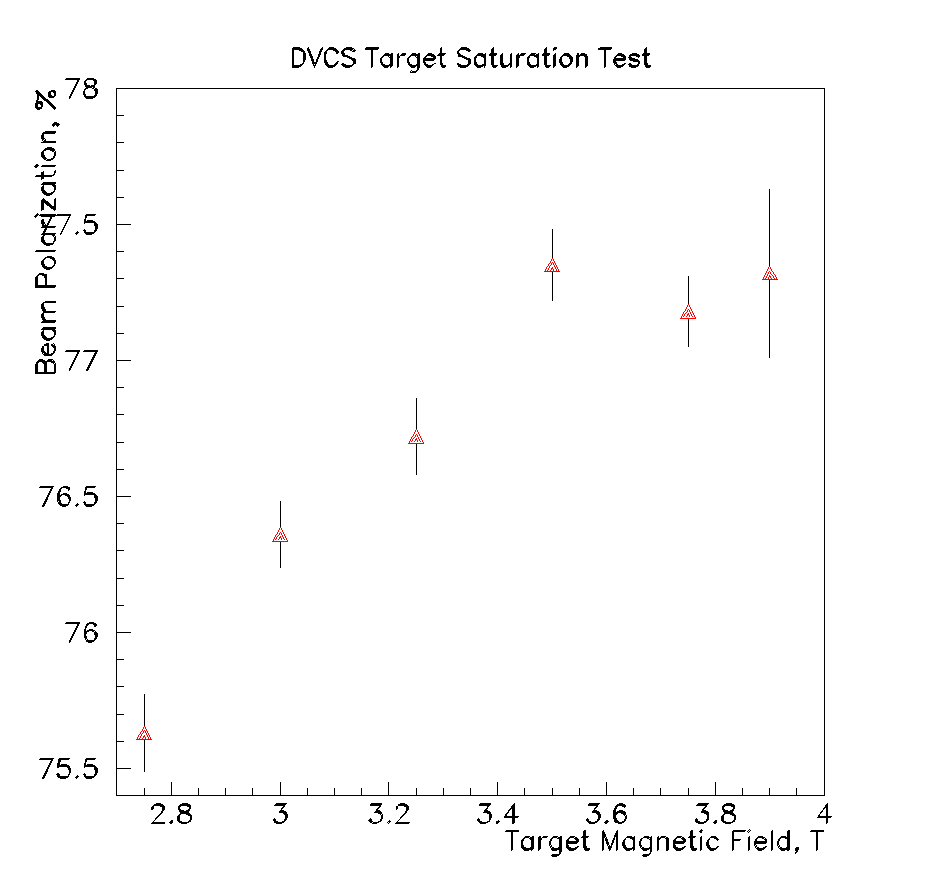 DVCS Target Saturation Test
Beam Polarization, %
78
77.5
77
76.5
76
75.5
2.8 3 3.2 3.4 3.6 3.8 4
Target Magnetic Field, T